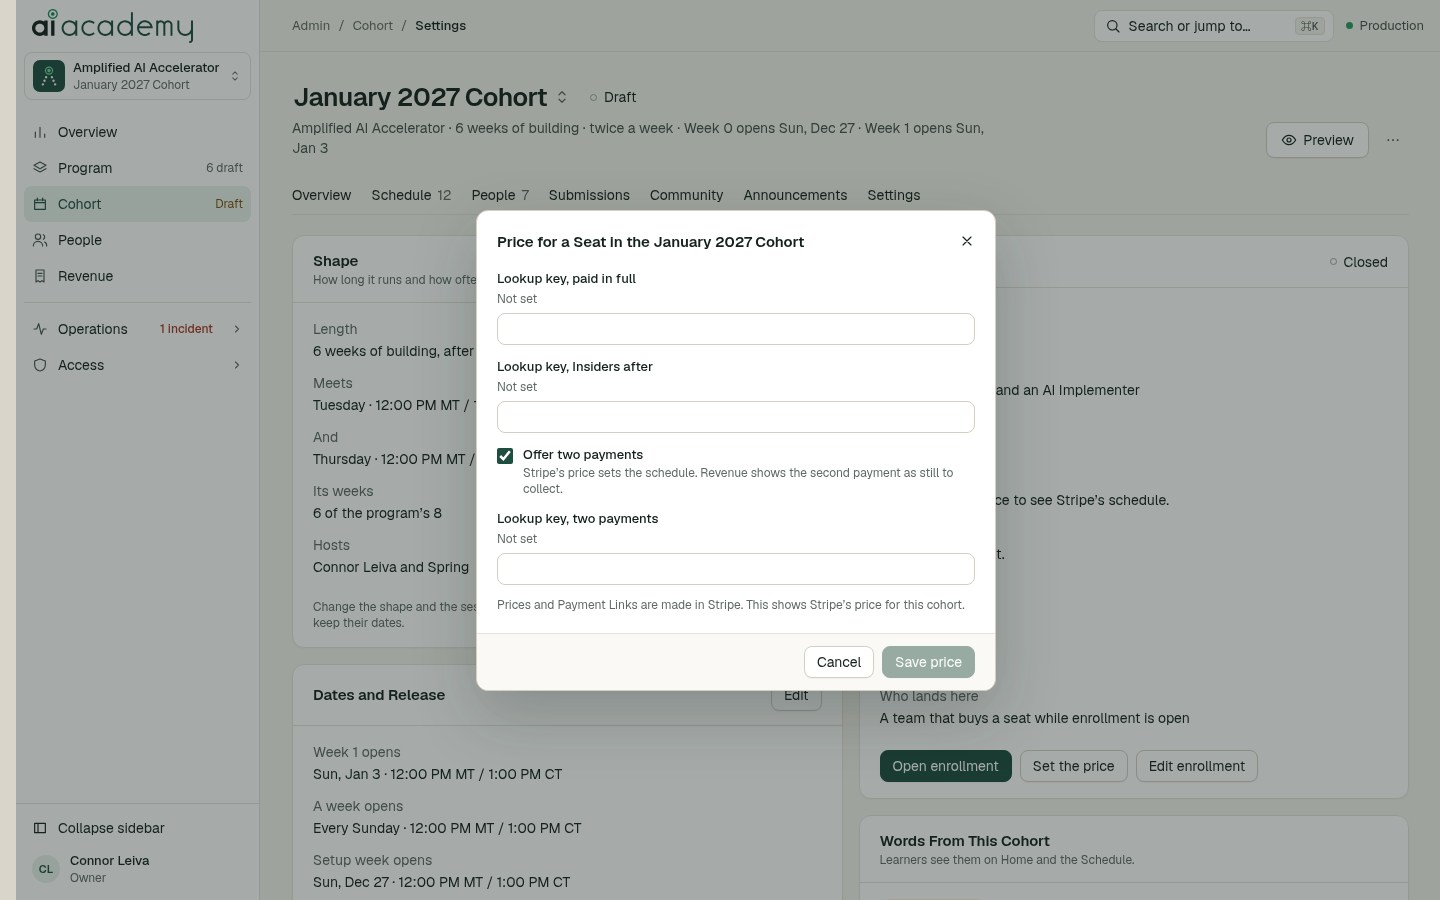 ai academy
Amplified AI Accelerator
January 2027 Cohort
Overview
Program 6 draft
Cohort Draft
People
Revenue
Operations 1 incident
Access
Collapse sidebar
CL
Connor Leiva
Owner
Admin / Cohort / Settings
Search or jump to… ⌘K
Production
January 2027 Cohort
Draft
Amplified AI Accelerator · 6 weeks of building · twice a week · Week 0 opens Sun, Dec 27 · Week 1 opens Sun,
Jan 3
Preview
Overview Schedule 12 People 7 Submissions Community Announcements Settings
Shape
How long it runs and how ofte
Length
6 weeks of building, after
Meets
Tuesday · 12:00 PM MT /
And
Thursday · 12:00 PM MT /
Its weeks
6 of the program’s 8
Hosts
Connor Leiva and Spring
Change the shape and the ses
keep their dates.
Dates and Release
Edit
Week 1 opens
Sun, Jan 3 · 12:00 PM MT / 1:00 PM CT
A week opens
Every Sunday · 12:00 PM MT / 1:00 PM CT
Setup week opens
Sun, Dec 27 · 12:00 PM MT / 1:00 PM CT
Price for a Seat in the January 2027 Cohort
Lookup key, paid in full
Not set
Lookup key, Insiders after
Not set
Offer two payments
Stripe’s price sets the schedule. Revenue shows the second payment as still to
collect.
Lookup key, two payments
Not set
Prices and Payment Links are made in Stripe. This shows Stripe’s price for this cohort.
Cancel
Save price
Closed
and an AI Implementer
ce to see Stripe’s schedule.
t.
Who lands here
A team that buys a seat while enrollment is open
Open enrollment
Set the price
Edit enrollment
Words From This Cohort
Learners see them on Home and the Schedule.